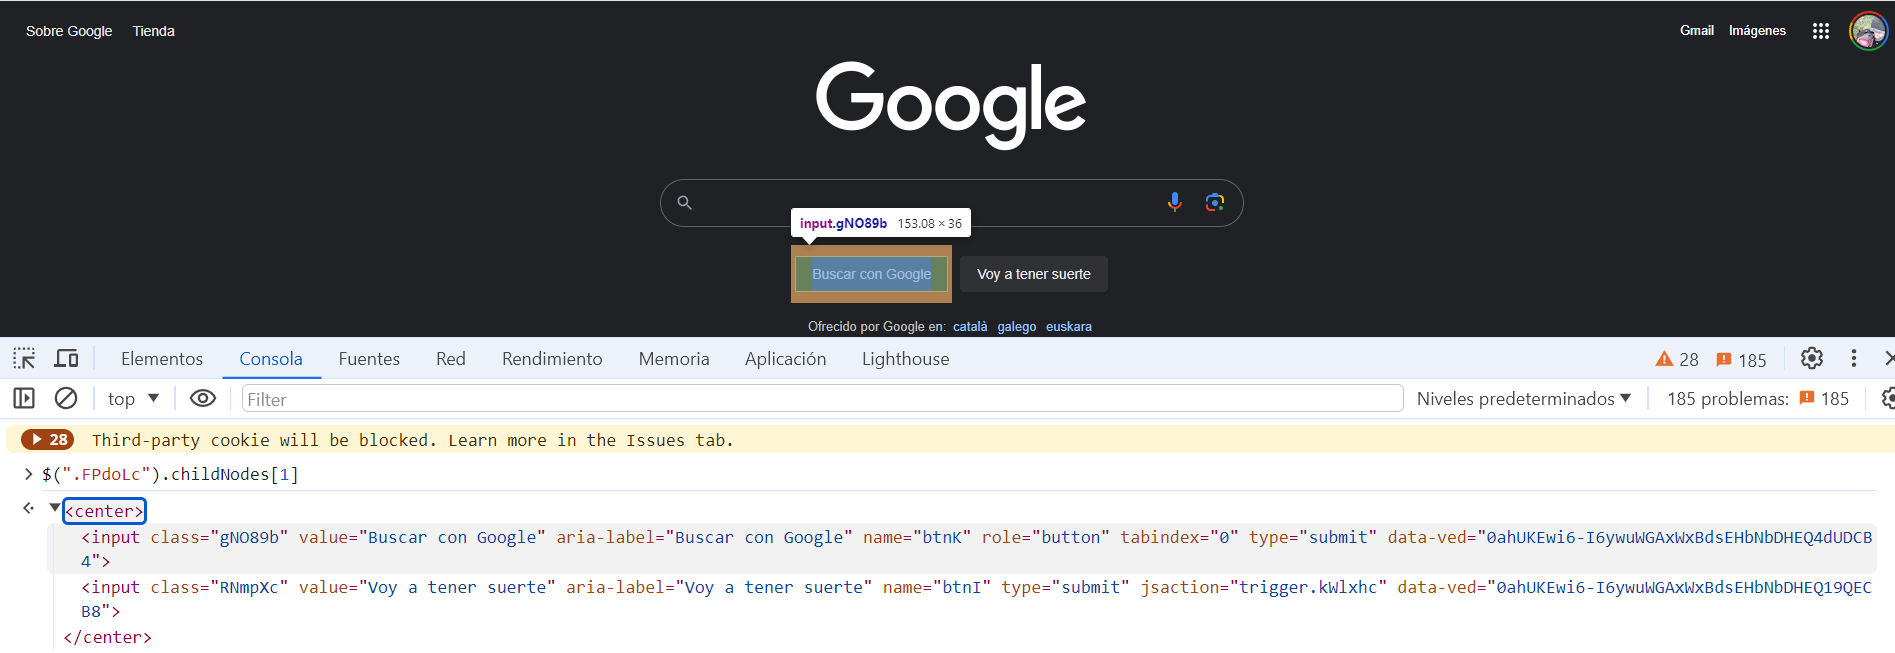 Sobre Google Tienda Gmail Imágenes
Google
input.gNO89b 153.08 × 36
Buscar con Google Voy a tener suerte
Ofrecido por Google en: català galego euskara
Elementos Consola Fuentes Red Rendimiento Memoria Aplicación Lighthouse 28 185
top Filter Niveles predeterminados 185 problemas: 185
28 Third-party cookie will be blocked. Learn more in the Issues tab.
$(".FPdoLc").childNodes[1]
<center>
<input class="gNO89b" value="Buscar con Google" aria-label="Buscar con Google" name="btnK" role="button" tabindex="0" type="submit" data-ved="0ahUKEwi6-I6ywuWGAxWxBdsEHbNbDHEQ4dUDCB
4">
<input class="RNmpXc" value="Voy a tener suerte" aria-label="Voy a tener suerte" name="btnI" type="submit" jsaction="trigger.kWlxhc" data-ved="0ahUKEwi6-I6ywuWGAxWxBdsEHbNbDHEQ19QEC
B8">
</center>